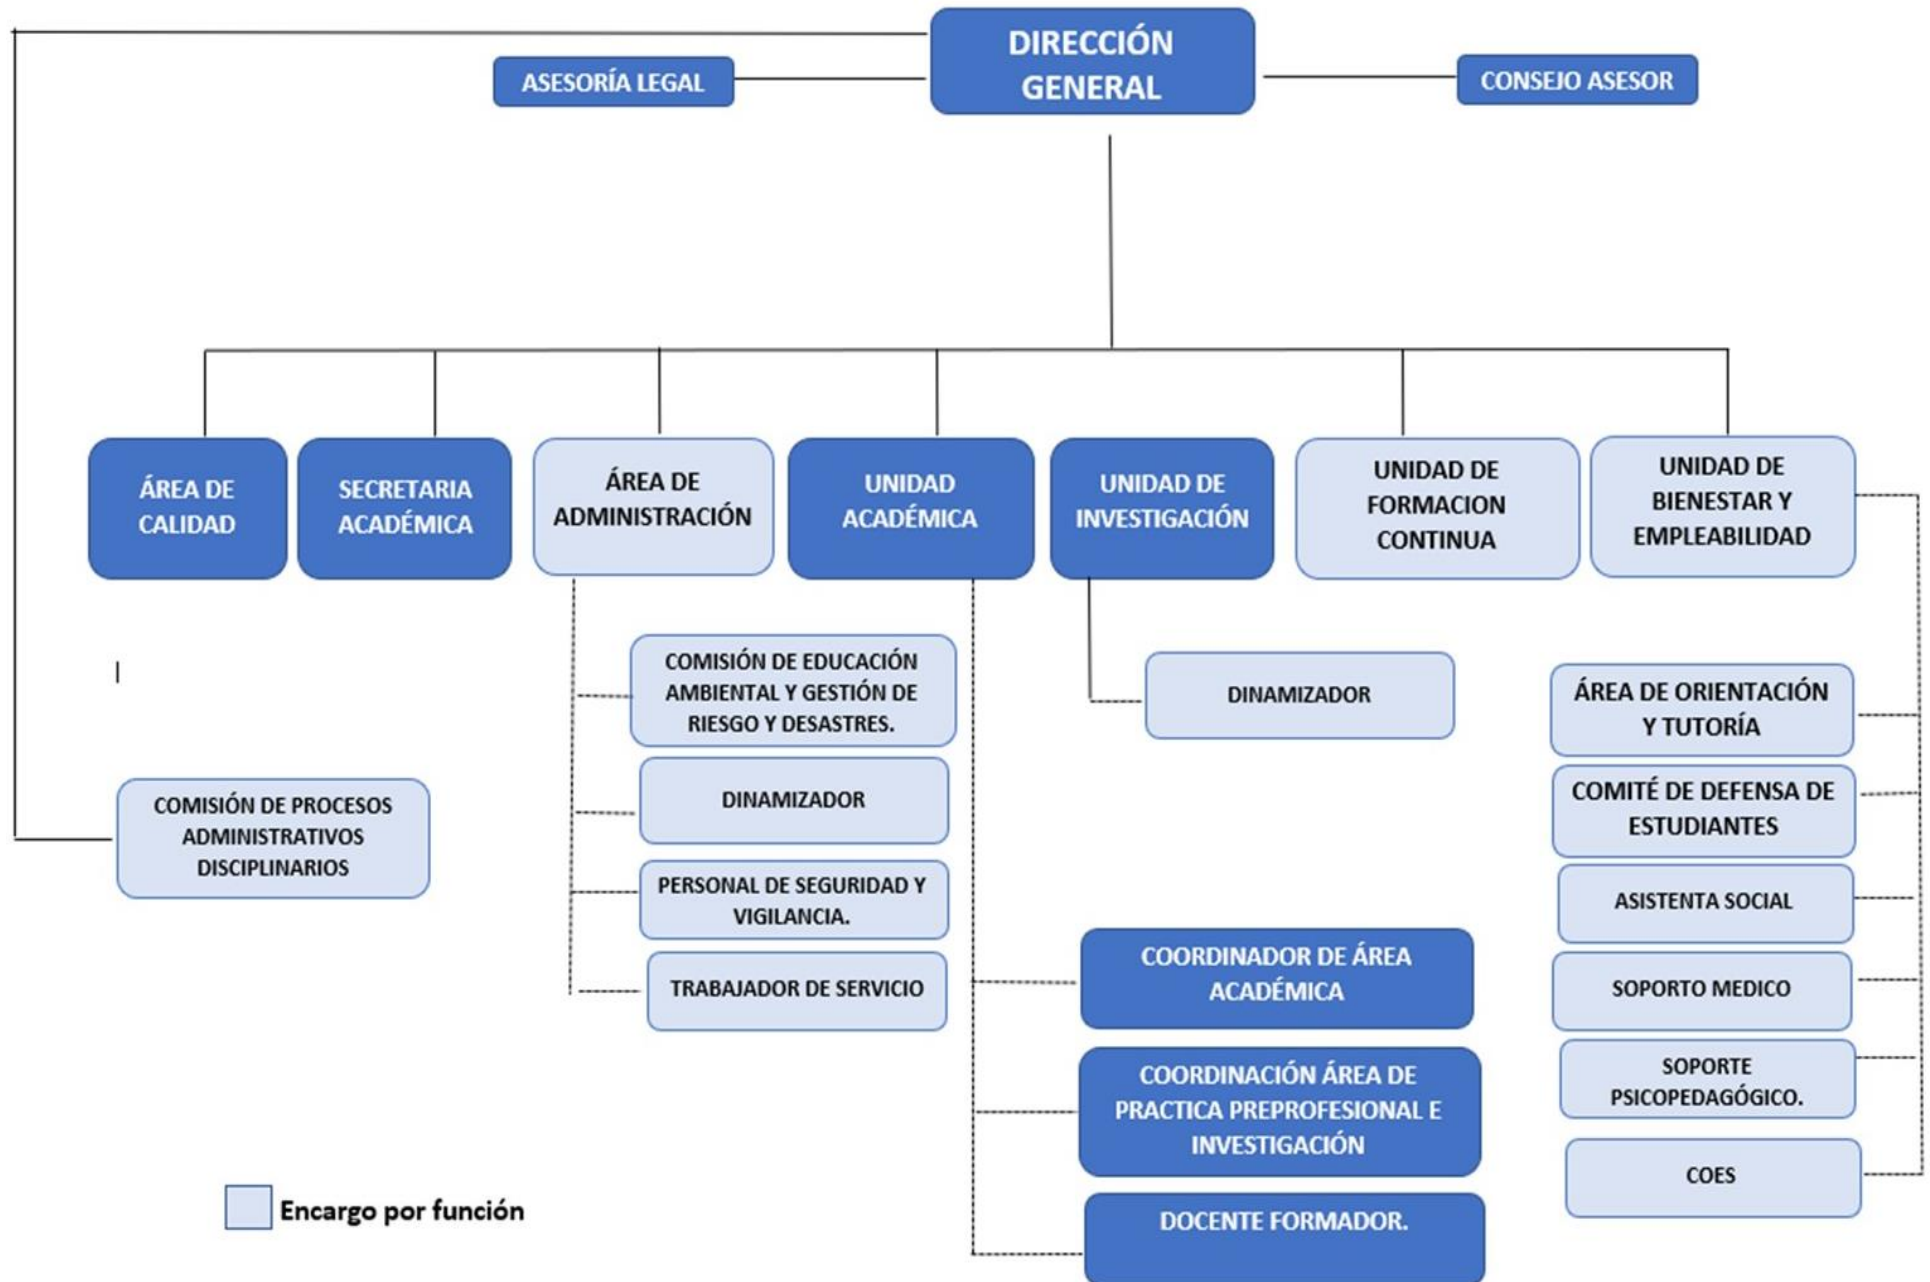 DIRECCIÓN
GENERAL
ASESORÍA LEGAL
CONSEJO ASESOR
ÁREA DE
CALIDAD
SECRETARIA
ACADÉMICA
ÁREA DE
ADMINISTRACIÓN
UNIDAD
ACADÉMICA
UNIDAD DE
INVESTIGACIÓN
UNIDAD DE
FORMACION
CONTINUA
UNIDAD DE
BIENESTAR Y
EMPLEABILIDAD
COMISIÓN DE PROCESOS
ADMINISTRATIVOS
DISCIPLINARIOS
COMISIÓN DE EDUCACIÓN
AMBIENTAL Y GESTIÓN DE
RIESGO Y DESASTRES.
DINAMIZADOR
PERSONAL DE SEGURIDAD Y
VIGILANCIA.
TRABAJADOR DE SERVICIO
COORDINADOR DE ÁREA
ACADÉMICA
COORDINACIÓN ÁREA DE
PRACTICA PREPROFESIONAL E
INVESTIGACIÓN
DOCENTE FORMADOR.
DINAMIZADOR
ÁREA DE ORIENTACIÓN
Y TUTORÍA
COMITÉ DE DEFENSA DE
ESTUDIANTES
ASISTENTA SOCIAL
SOPORTO MEDICO
SOPORTE
PSICOPEDAGÓGICO.
COES
Encargo por función